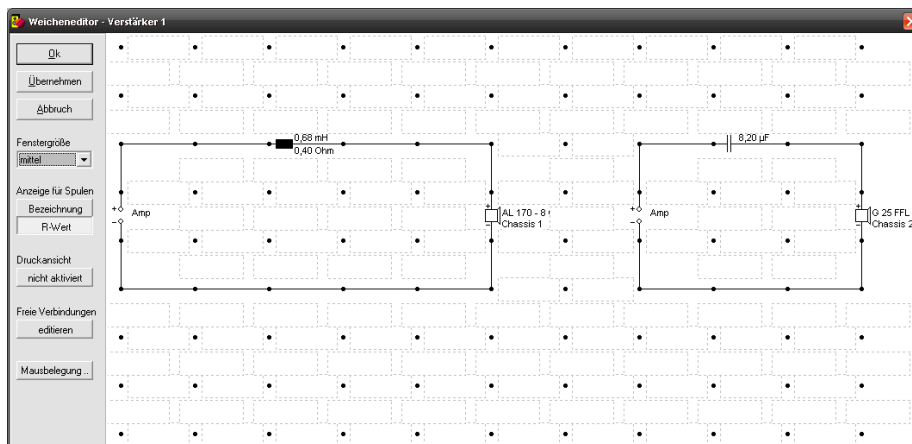 Weicheneditor - Verstärker 1
Ok
Übernehmen
Abbruch
Fenstergröße
mittel
Anzeige für Spulen
Bezeichnung
R-Wert
Druckansicht
nicht aktiviert
Freie Verbindungen
editieren
Mausbelegung ..
0,68 mH
0,40 Ohm
+
Amp
-
+
AL 170 - 8
Chassis 1
-
8,20 µF
+
Amp
-
+
G 25 FFL
Chassis 2
-